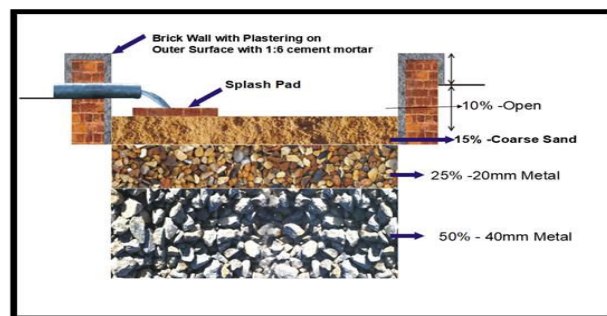 Brick Wall with Plastering on
Outer Surface with 1:6 cement mortar
Splash Pad
10% -Open
15% -Coarse Sand
25% -20mm Metal
50% - 40mm Metal